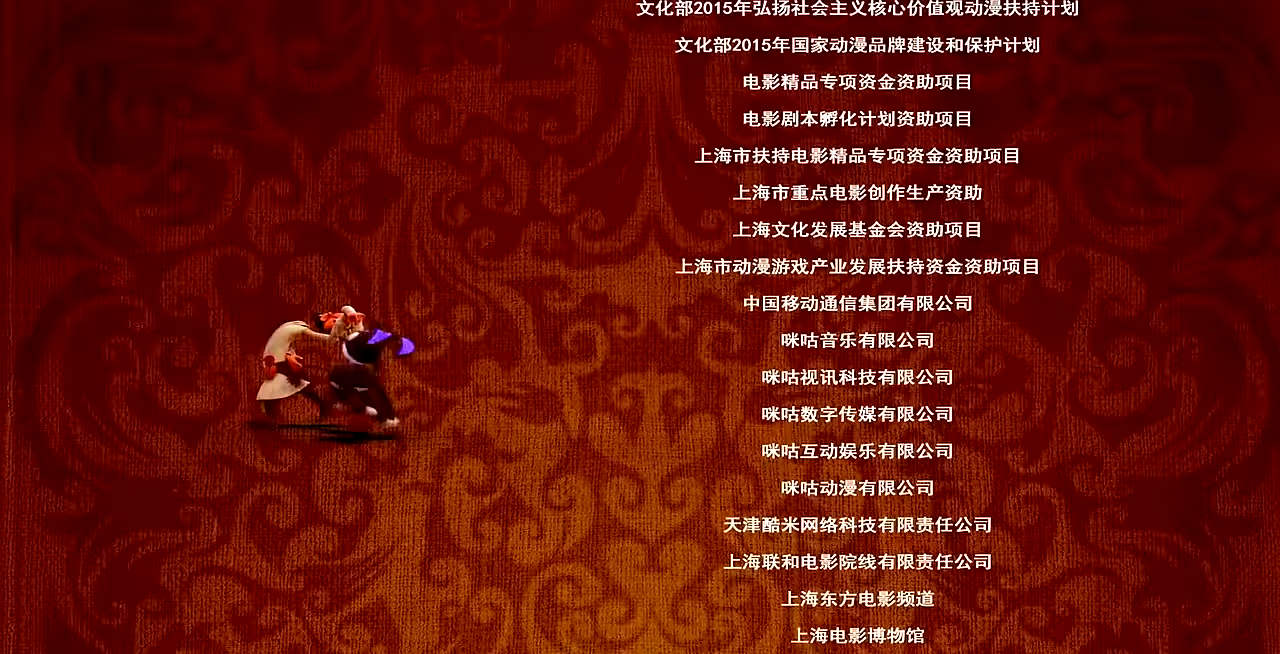 文化部2015年弘扬社会主义核心价值观动漫扶持计划
文化部2015年国家动漫品牌建设和保护计划
电影精品专项资金资助项目
电影剧本孵化计划资助项目
上海市扶持电影精品专项资金资助项目
上海市重点电影创作生产资助
上海文化发展基金会资助项目
上海市动漫游戏产业发展扶持资金资助项目
中国移动通信集团有限公司
咪咕音乐有限公司
咪咕视讯科技有限公司
咪咕数字传媒有限公司
咪咕互动娱乐有限公司
咪咕动漫有限公司
天津酷米网络科技有限责任公司
上海联和电影院线有限责任公司
上海东方电影频道
上海电影博物馆